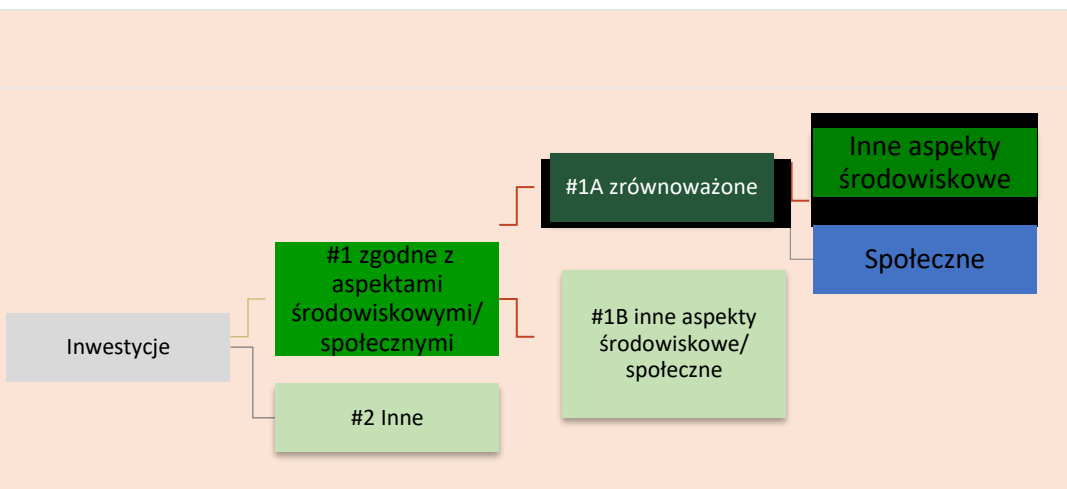 Inwestycje
#1 zgodne z
aspektami
środowiskowymi/
społecznymi
#2 Inne
#1A zrównoważone
#1B inne aspekty
środowiskowe/
społeczne
Inne aspekty
środowiskowe
Społeczne